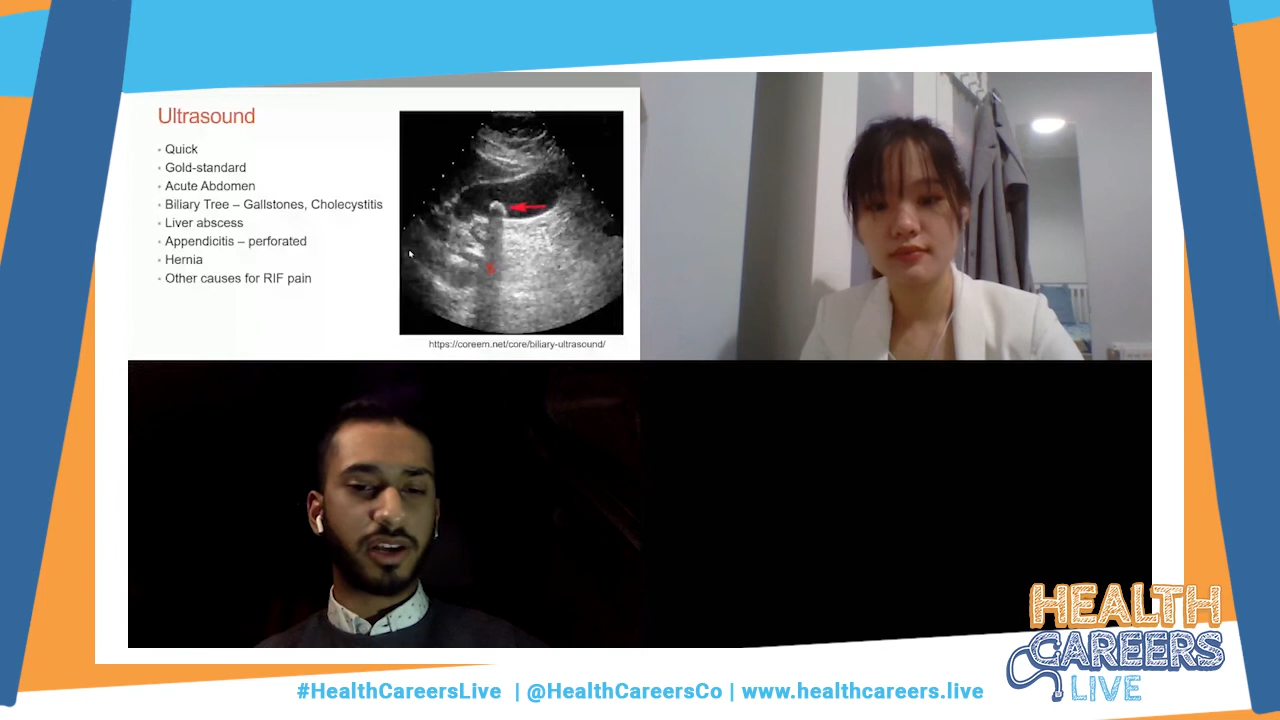 Ultrasound
Quick
Gold-standard
Acute Abdomen
Biliary Tree – Gallstones, Cholecystitis
Liver abscess
Appendicitis – perforated
Hernia
Other causes for RIF pain
https://coreem.net/core/biliary-ultrasound/
HEALTH
CAREERS
LIVE
#HealthCareersLive | @HealthCareersCo | www.healthcareers.live